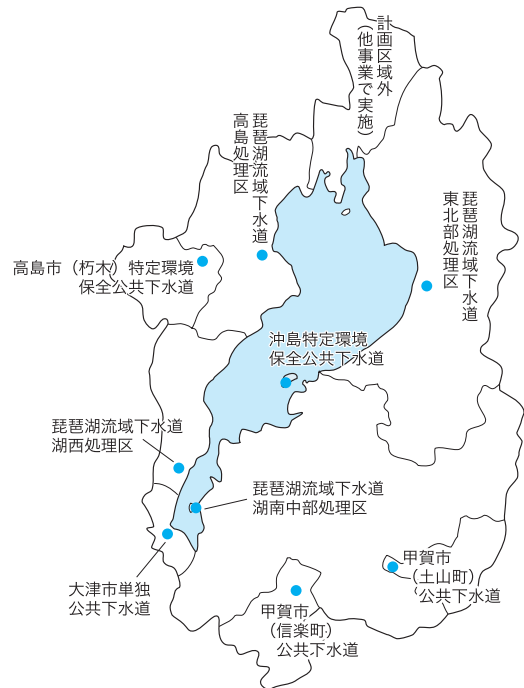 計画区域外
（他事業で実施）
琵琶湖流域下水道
高島処理区
琵琶湖流域下水道
東北部処理区
高島市（朽木）特定環境
保全公共下水道
沖島特定環境
保全公共下水道
琵琶湖流域下水道
湖西処理区
琵琶湖流域下水道
湖南中部処理区
大津市単独
公共下水道
甲賀市
（土山町）
公共下水道
甲賀市
（信楽町）
公共下水道